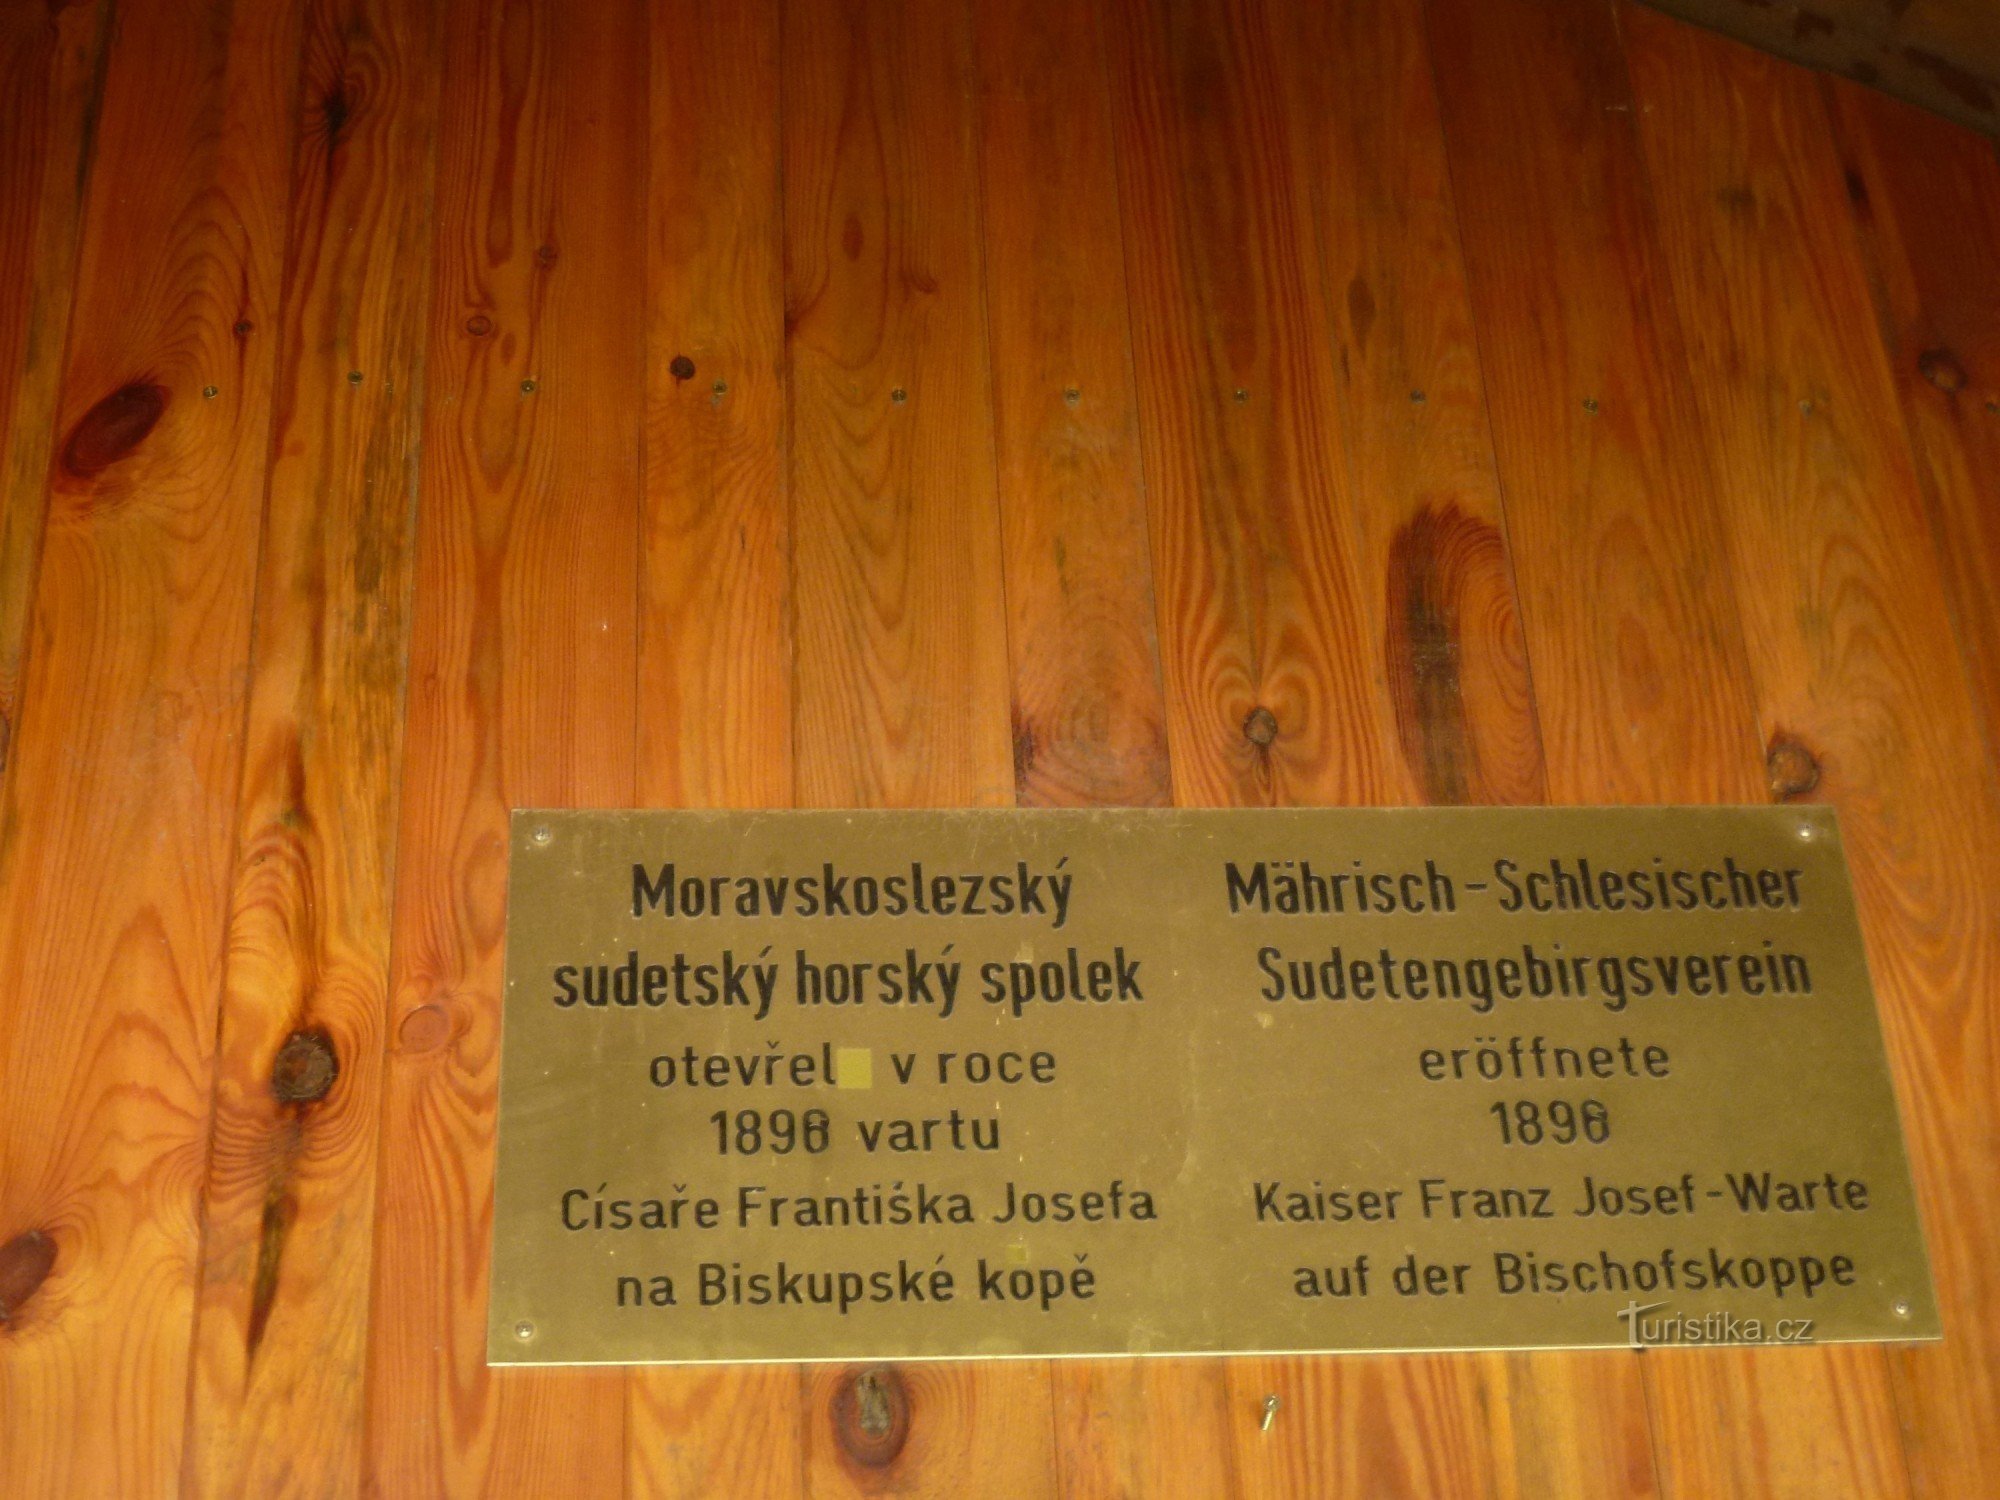 Moravskoslezský
sudetský horský spolek
otevřel v roce
1898 vartu
Císaře Františka Josefa
na Biskupské kopě
Mährisch-Schlesischer
Sudetengebirgsverein
eröffnete
1898
Kaiser Franz Josef-Warte
auf der Bischofskoppe
Turistika.cz